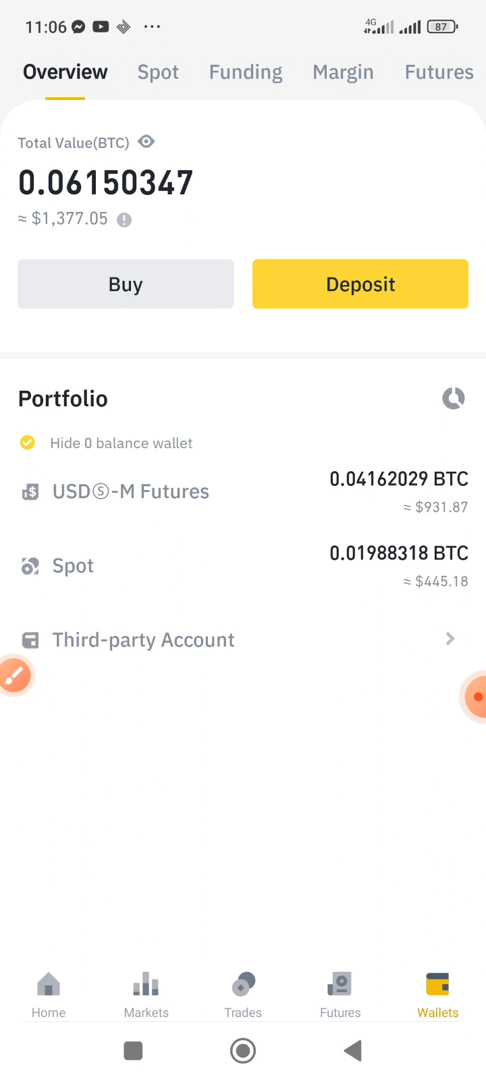 11:06 4G 87
Overview Spot Funding Margin Futures
Total Value(BTC)
0.06150347
≈ $1,377.05
Buy Deposit
Portfolio
Hide 0 balance wallet
USDⓈ-M Futures 0.04162029 BTC
≈ $931.87
Spot 0.01988318 BTC
≈ $445.18
Third-party Account
Home Markets Trades Futures Wallets